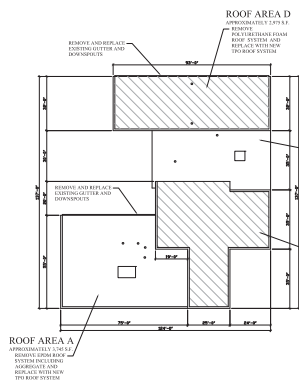 ROOF AREA D
APPROXIMATELY 2,975 S.F.
REMOVE
POLYURETHANE FOAM
ROOF SYSTEM AND
REPLACE WITH NEW
TPO ROOF SYSTEM
REMOVE AND REPLACE
EXISTING GUTTER AND
DOWNSPOUTS
REMOVE AND REPLACE
EXISTING GUTTER AND
DOWNSPOUTS
ROOF AREA A
APPROXIMATELY 3,745 S.F.
REMOVE EPDM ROOF
SYSTEM INCLUDING
AGGREGATE AND
REPLACE WITH NEW
TPO ROOF SYSTEM